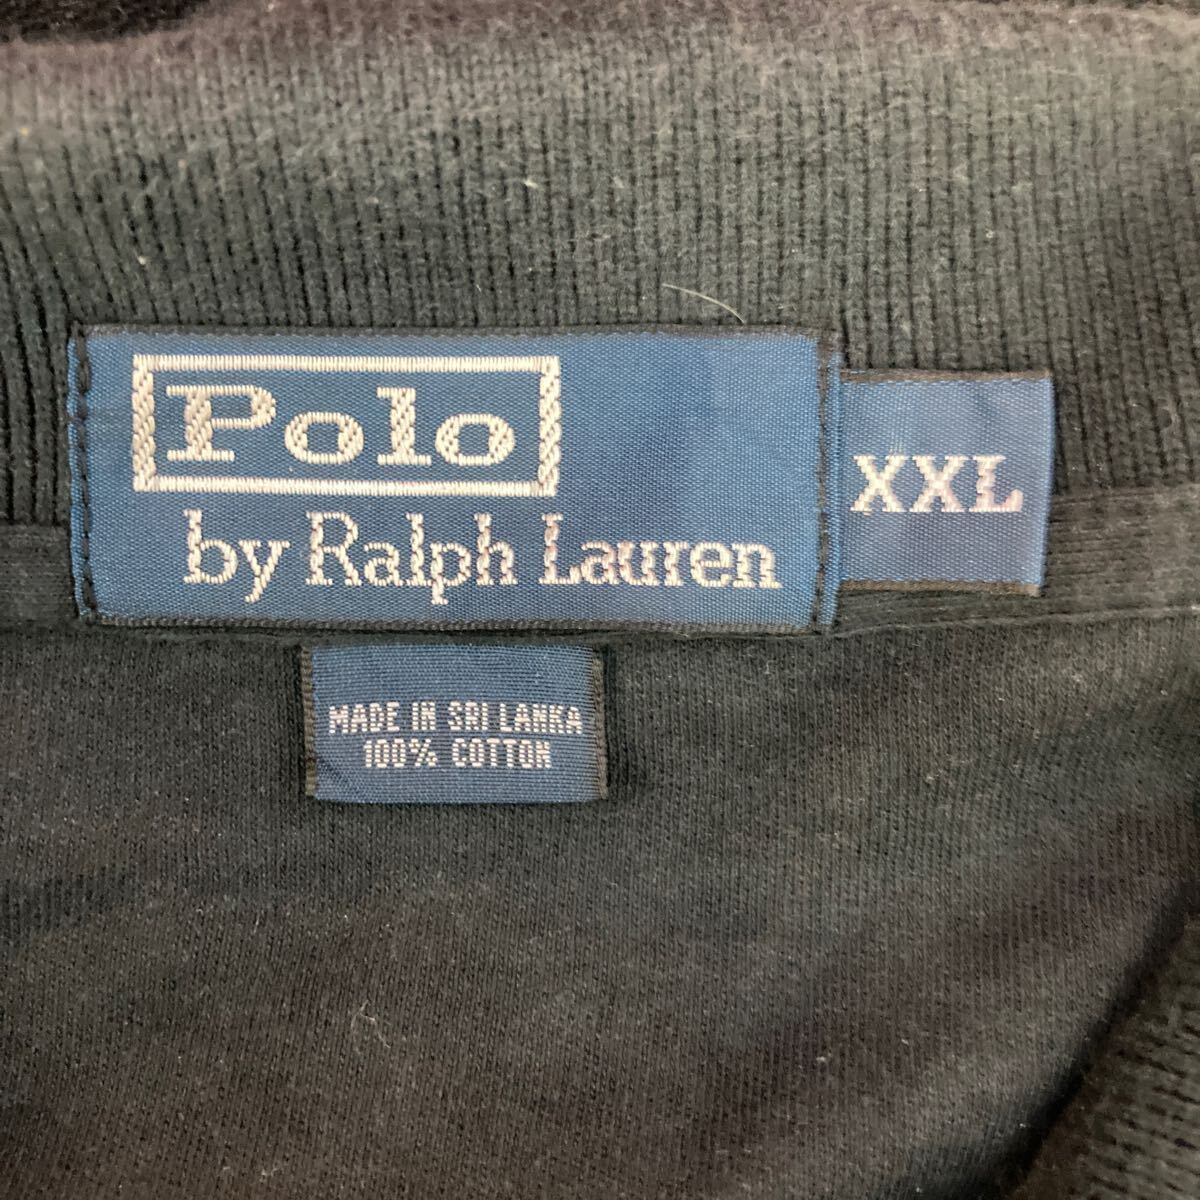 Polo
by Ralph Lauren
XXL
MADE IN SRI LANKA
100% COTTON